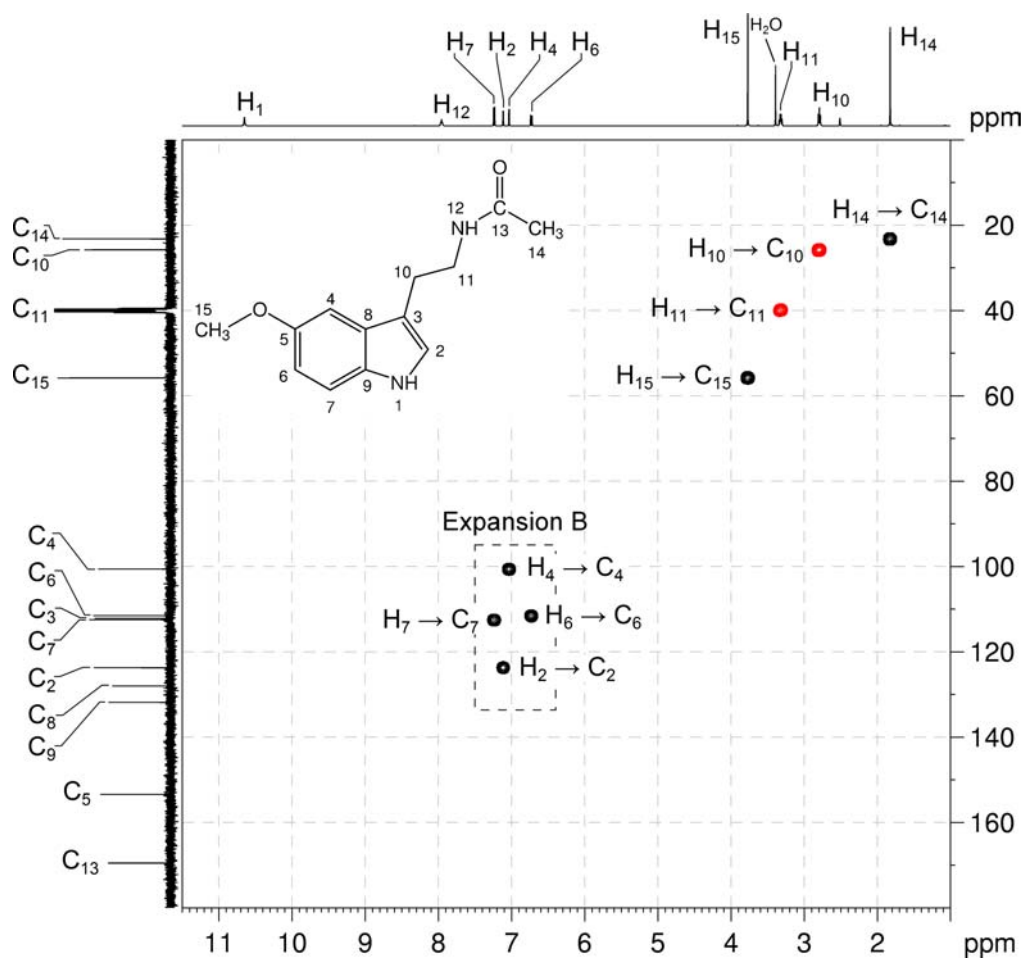 H₁
H₁₂
H₇
H₂
H₄
H₆
H₁₅
H₂O
H₁₁
H₁₀
H₁₄
ppm
C₁₄
C₁₀
C₁₁
C₁₅
C₄
C₆
C₃
C₇
C₂
C₈
C₉
C₅
C₁₃
O
12
NH
C
13
CH₃
14
10
11
15
CH₃
O
4
5
8
3
6
9
2
7
NH
1
H₁₄ → C₁₄
H₁₀ → C₁₀
H₁₁ → C₁₁
H₁₅ → C₁₅
Expansion B
H₄ → C₄
H₇ → C₇
H₆ → C₆
H₂ → C₂
20
40
60
80
100
120
140
160
11 10 9 8 7 6 5 4 3 2 ppm